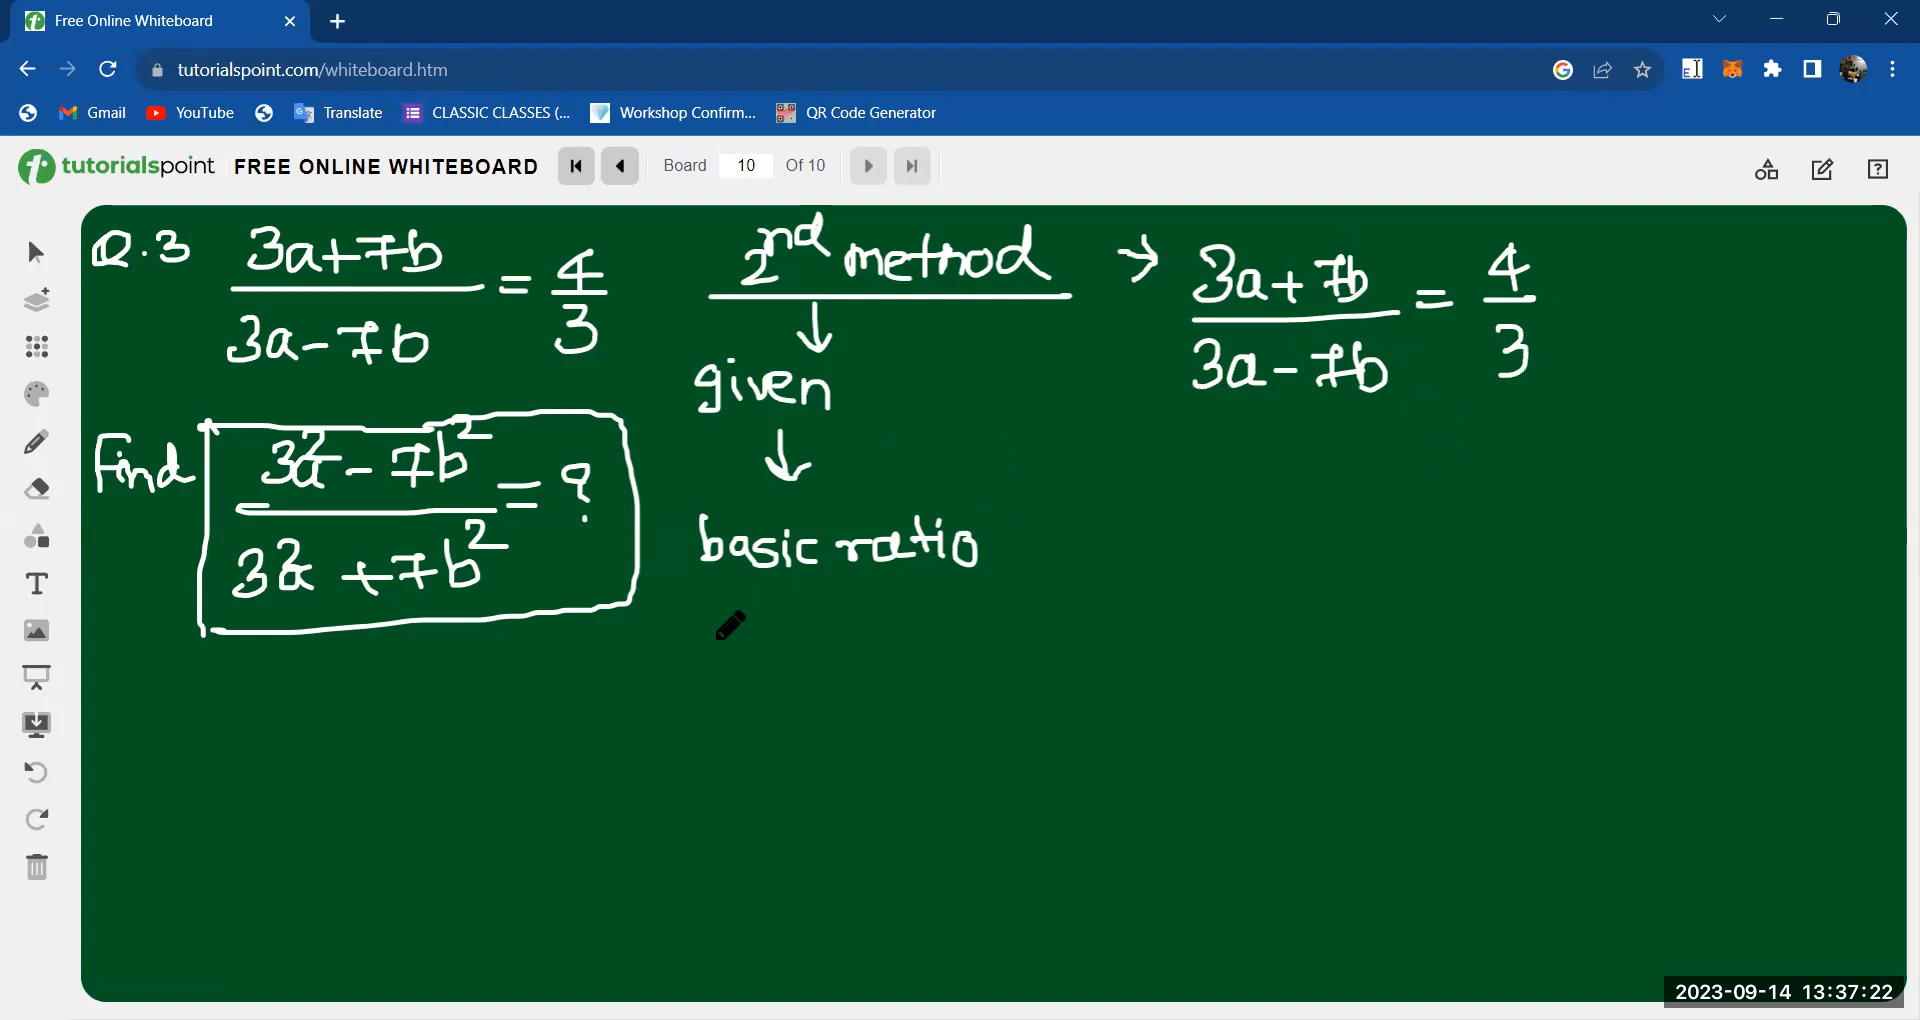 Free Online Whiteboard
tutorialspoint.com/whiteboard.htm
Gmail YouTube Translate CLASSIC CLASSES (... Workshop Confirm... QR Code Generator
tutorialspoint FREE ONLINE WHITEBOARD Board 10 Of 10
Q.3 (3a+7b)/(3a-7b) = 4/3
Find (3a²-7b²)/(3a²+7b²) = ?
2nd method
↓
given
↓
basic ratio
→ (3a+7b)/(3a-7b) = 4/3
2023-09-14 13:37:22